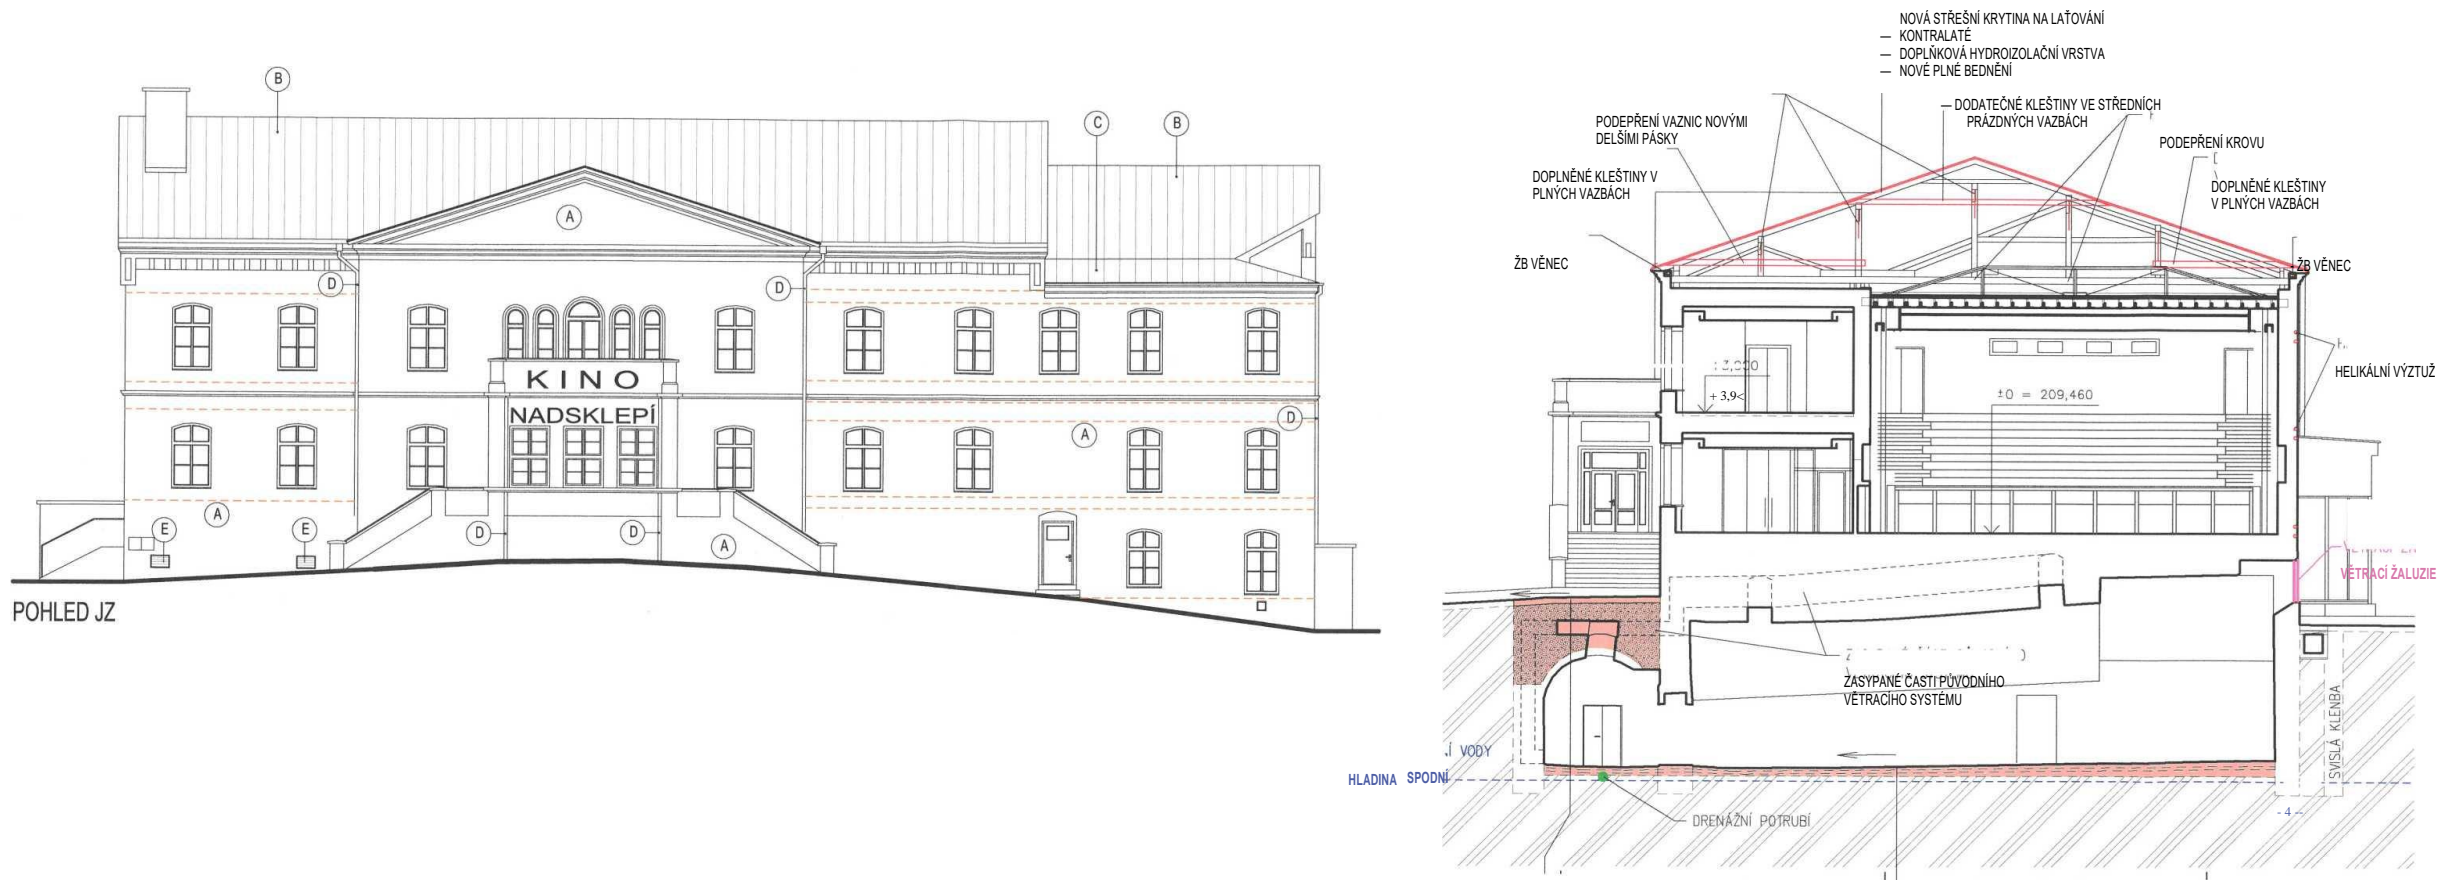 B
C
B
A
D
D
KINO
NADSKLEPÍ
D
A
A
E
E
D
D
A
POHLED JZ
NOVÁ STŘEŠNÍ KRYTINA NA LAŤOVÁNÍ
— KONTRALATÉ
— DOPLŇKOVÁ HYDROIZOLAČNÍ VRSTVA
— NOVÉ PLNÉ BEDNĚNÍ
— DODATEČNÉ KLEŠTINY VE STŘEDNÍCH
PRÁZDNÝCH VAZBÁCH
PODEPŘENÍ VAZNIC NOVÝMI
DELŠÍMI PÁSKY
PODEPŘENÍ KROVU
DOPLNĚNÉ KLEŠTINY V
PLNÝCH VAZBÁCH
DOPLNĚNÉ KLEŠTINY
V PLNÝCH VAZBÁCH
ŽB VĚNEC
ŽB VĚNEC
HELIKÁLNÍ VÝZTUŽ
+ 3,9<
±0 = 209,460
VĚTRACÍ ŽALUZIE
ZASYPANÉ ČASTI PŮVODNÍHO
VĚTRACÍHO SYSTÉMU
SVISLÁ KLENBA
Í VODY
HLADINA SPODNÍ
- 4 -
DRENÁŽNÍ POTRUBÍ